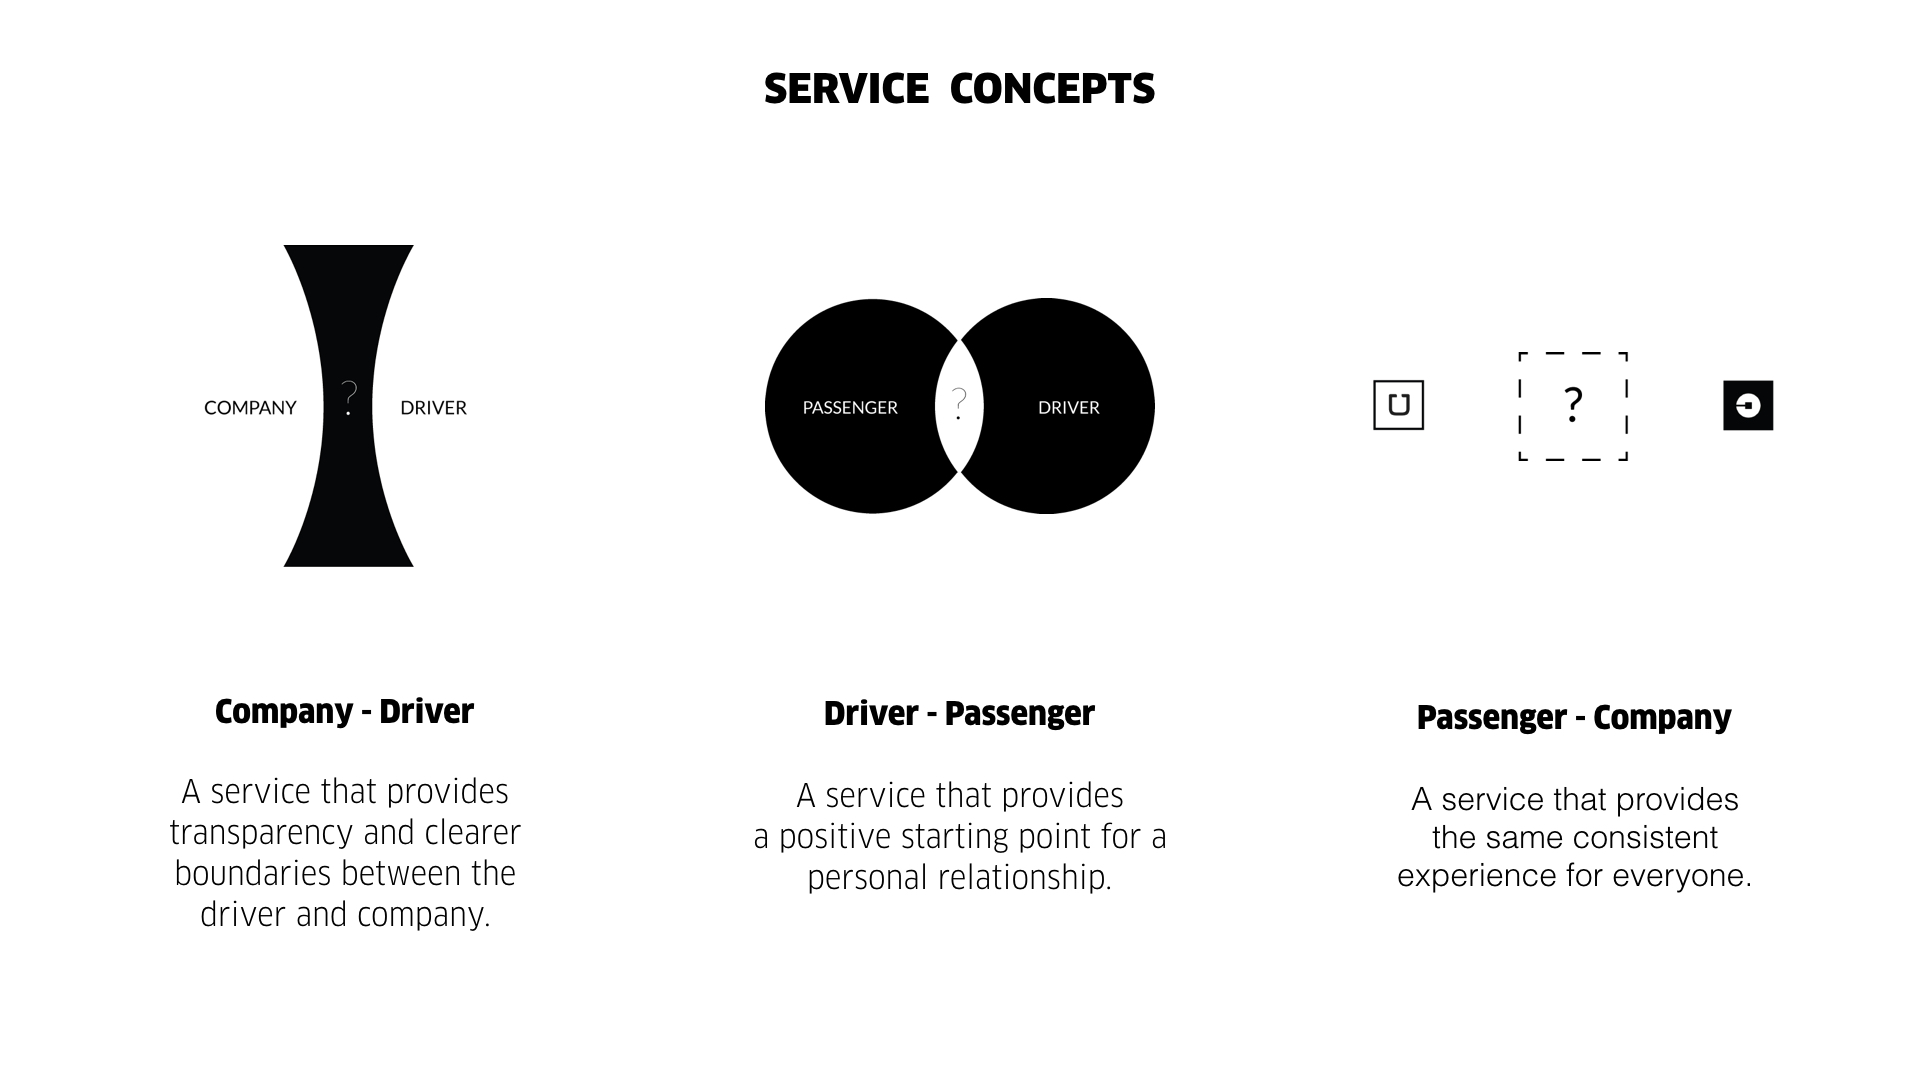 SERVICE CONCEPTS
COMPANY
?
DRIVER
PASSENGER
?
DRIVER
?
Company - Driver
A service that provides
transparency and clearer
boundaries between the
driver and company.
Driver - Passenger
A service that provides
a positive starting point for a
personal relationship.
Passenger - Company
A service that provides
the same consistent
experience for everyone.